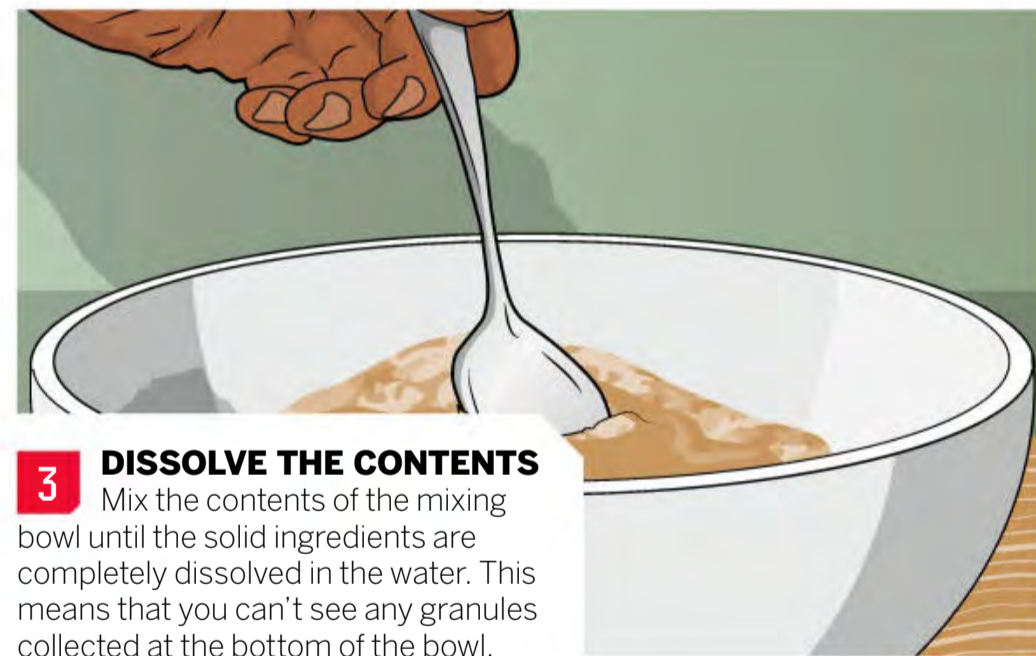 3 DISSOLVE THE CONTENTS
Mix the contents of the mixing
bowl until the solid ingredients are
completely dissolved in the water. This
means that you can’t see any granules
collected at the bottom of the bowl.